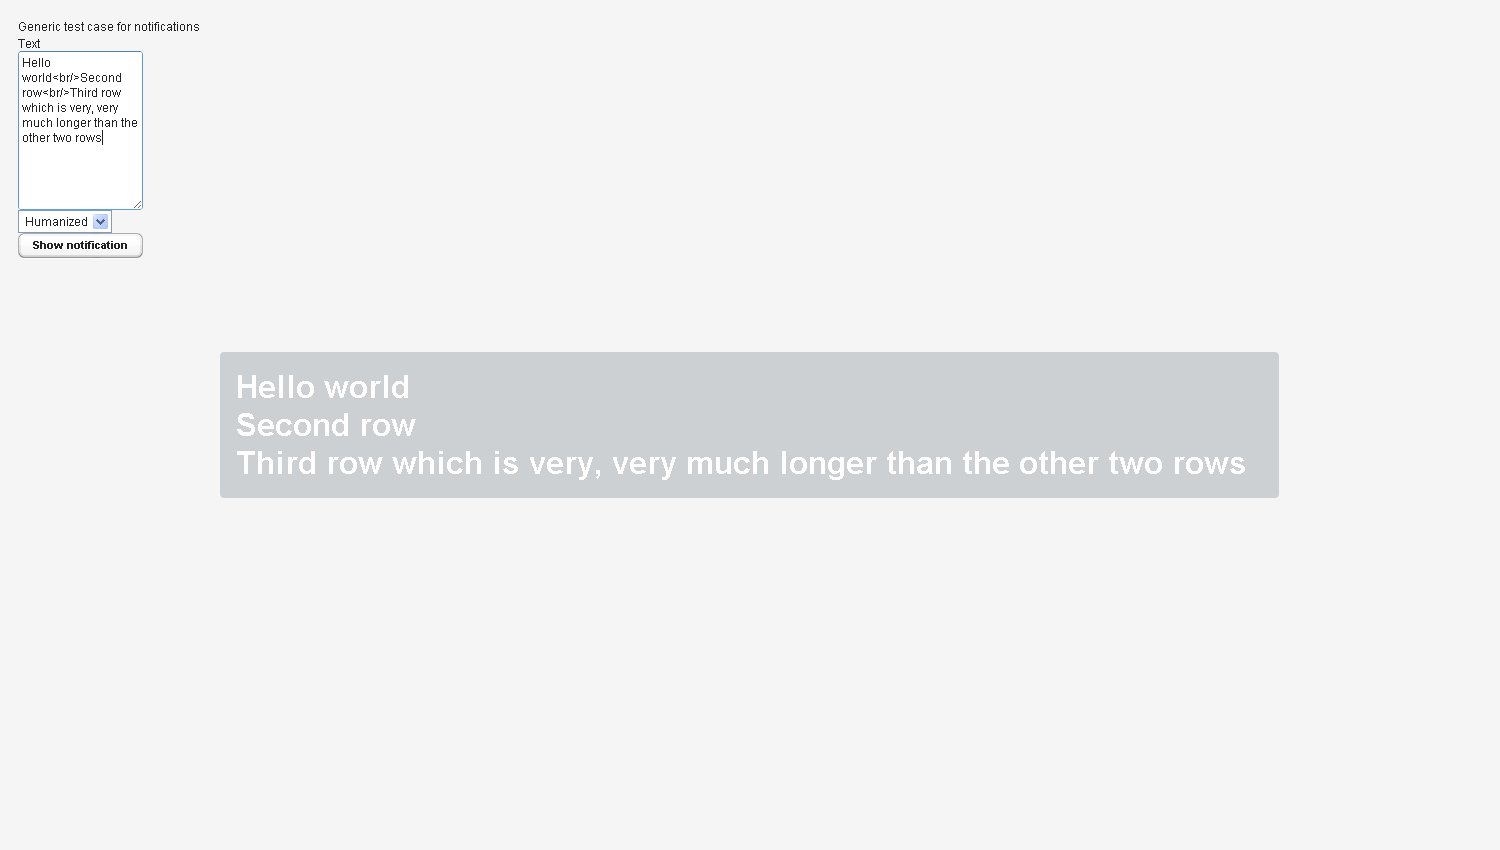 Generic test case for notifications
Text
Hello
world<br/>Second
row<br/>Third row
which is very, very
much longer than the
other two rows
Humanized
Show notification
Hello world
Second row
Third row which is very, very much longer than the other two rows